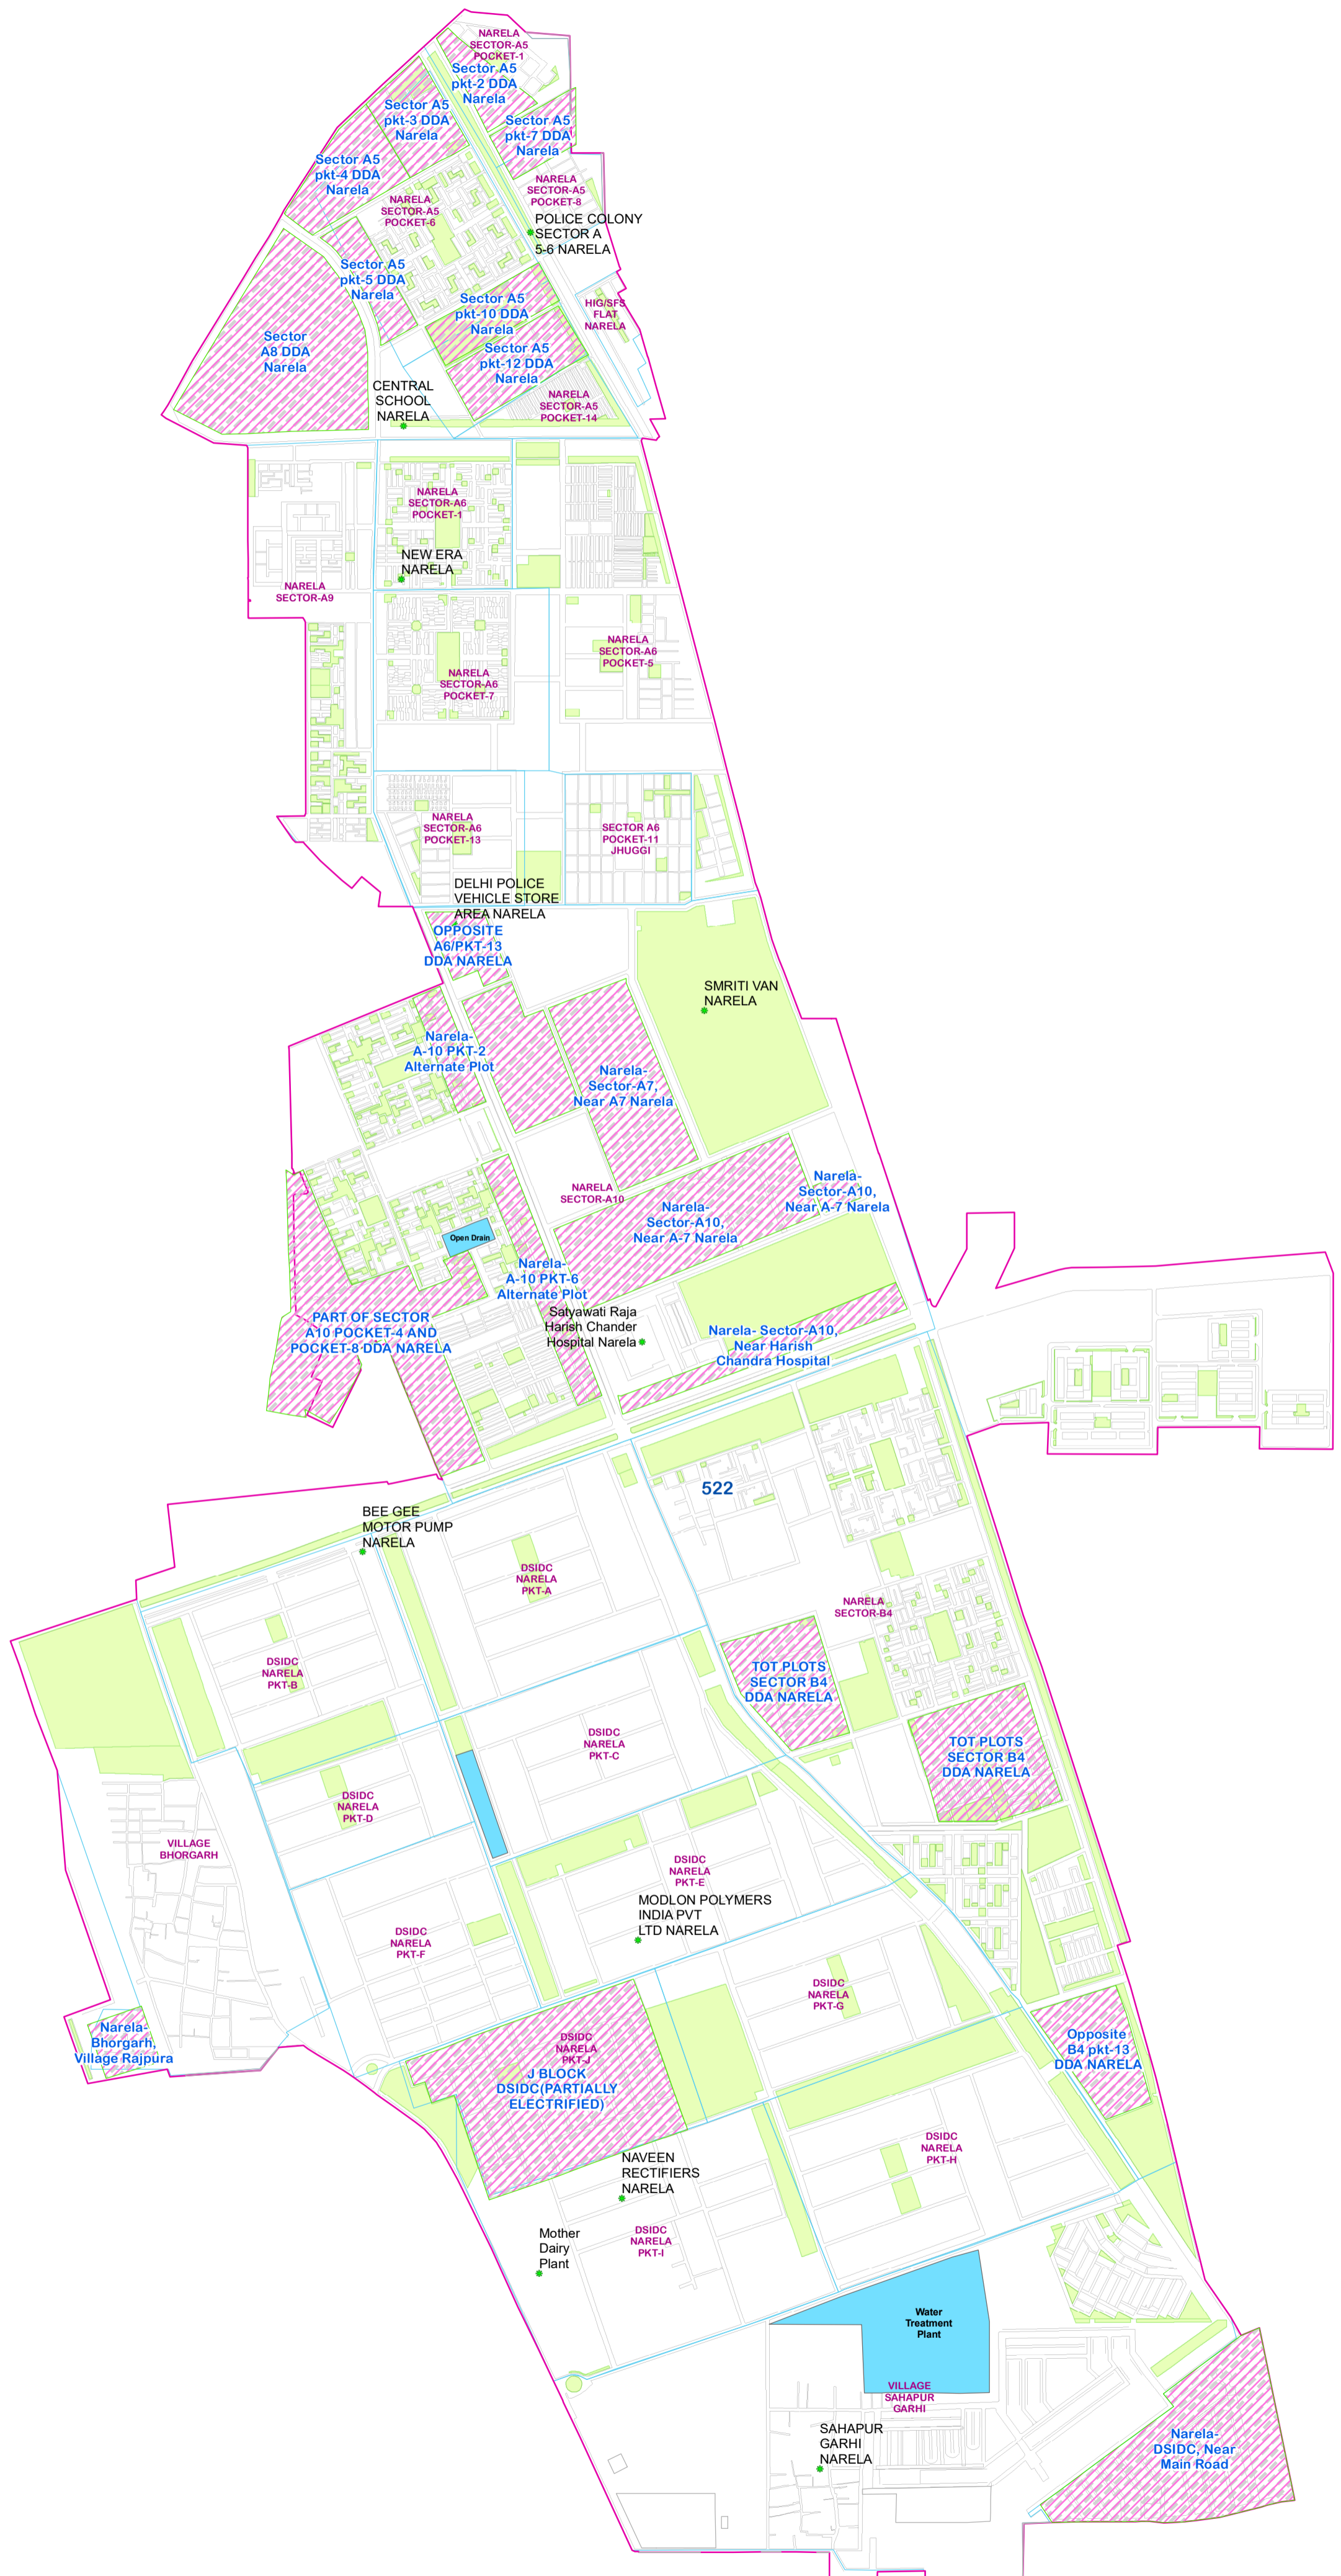 NARELA
SECTOR-A5
POCKET-1
Sector A5
pkt-2 DDA
Narela
Sector A5
pkt-3 DDA
Narela
Sector A5
pkt-7 DDA
Narela
Sector A5
pkt-4 DDA
Narela
NARELA
SECTOR-A5
POCKET-8
NARELA
SECTOR-A5
POCKET-6
POLICE COLONY
SECTOR A
5-6 NARELA
Sector A5
pkt-5 DDA
Narela
Sector A5
pkt-10 DDA
Narela
HIG/SFS
FLAT
NARELA
Sector
A8 DDA
Narela
Sector A5
pkt-12 DDA
Narela
CENTRAL
SCHOOL
NARELA
NARELA
SECTOR-A5
POCKET-14
NARELA
SECTOR-A6
POCKET-1
NEW ERA
NARELA
NARELA
SECTOR-A9
NARELA
SECTOR-A6
POCKET-5
NARELA
SECTOR-A6
POCKET-7
NARELA
SECTOR-A6
POCKET-13
SECTOR A6
POCKET-11
JHUGGI
DELHI POLICE
VEHICLE STORE
AREA NARELA
OPPOSITE
A6/PKT-13
DDA NARELA
SMRITI VAN
NARELA
Narela-
A-10 PKT-2
Alternate Plot
Narela-
Sector-A7,
Near A7 Narela
Narela-
Sector-A10,
Near A-7 Narela
NARELA
SECTOR-A10
Narela-
Sector-A10,
Near A-7 Narela
Open Drain
Narela-
A-10 PKT-6
Alternate Plot
Satyawati Raja
Harish Chander
Hospital Narela
PART OF SECTOR
A10 POCKET-4 AND
POCKET-8 DDA NARELA
Narela- Sector-A10,
Near Harish
Chandra Hospital
522
BEE GEE
MOTOR PUMP
NARELA
DSIDC
NARELA
PKT-A
NARELA
SECTOR-B4
DSIDC
NARELA
PKT-B
TOT PLOTS
SECTOR B4
DDA NARELA
DSIDC
NARELA
PKT-C
TOT PLOTS
SECTOR B4
DDA NARELA
DSIDC
NARELA
PKT-D
VILLAGE
BHORGARH
DSIDC
NARELA
PKT-E
MODLON POLYMERS
INDIA PVT
LTD NARELA
DSIDC
NARELA
PKT-F
DSIDC
NARELA
PKT-G
Narela-
Bhorgarh,
Village Rajpura
DSIDC
NARELA
PKT-J
J BLOCK
DSIDC(PARTIALLY
ELECTRIFIED)
Opposite
B4 pkt-13
DDA NARELA
DSIDC
NARELA
PKT-H
NAVEEN
RECTIFIERS
NARELA
DSIDC
NARELA
PKT-I
Mother
Dairy
Plant
Water
Treatment
Plant
VILLAGE
SAHAPUR
GARHI
SAHAPUR
GARHI
NARELA
Narela-
DSIDC, Near
Main Road